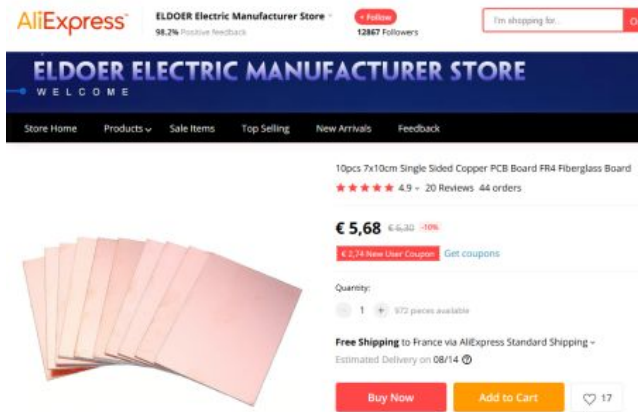 AliExpress
ELDOER Electric Manufacturer Store
+ Follow
I'm shopping for...
98.2% Positive feedback
12867 Followers
ELDOER ELECTRIC MANUFACTURER STORE
WELCOME
Store Home Products Sale Items Top Selling New Arrivals Feedback
10pcs 7x10cm Single Sided Copper PCB Board FR4 Fiberglass Board
4.9 20 Reviews 44 orders
€ 5,68 € 6,30 -10%
€ 2,74 New User Coupon Get coupons
Quantity:
- 1 + 972 pieces available
Free Shipping to France via AliExpress Standard Shipping
Estimated Delivery on 08/14
Buy Now Add to Cart 17